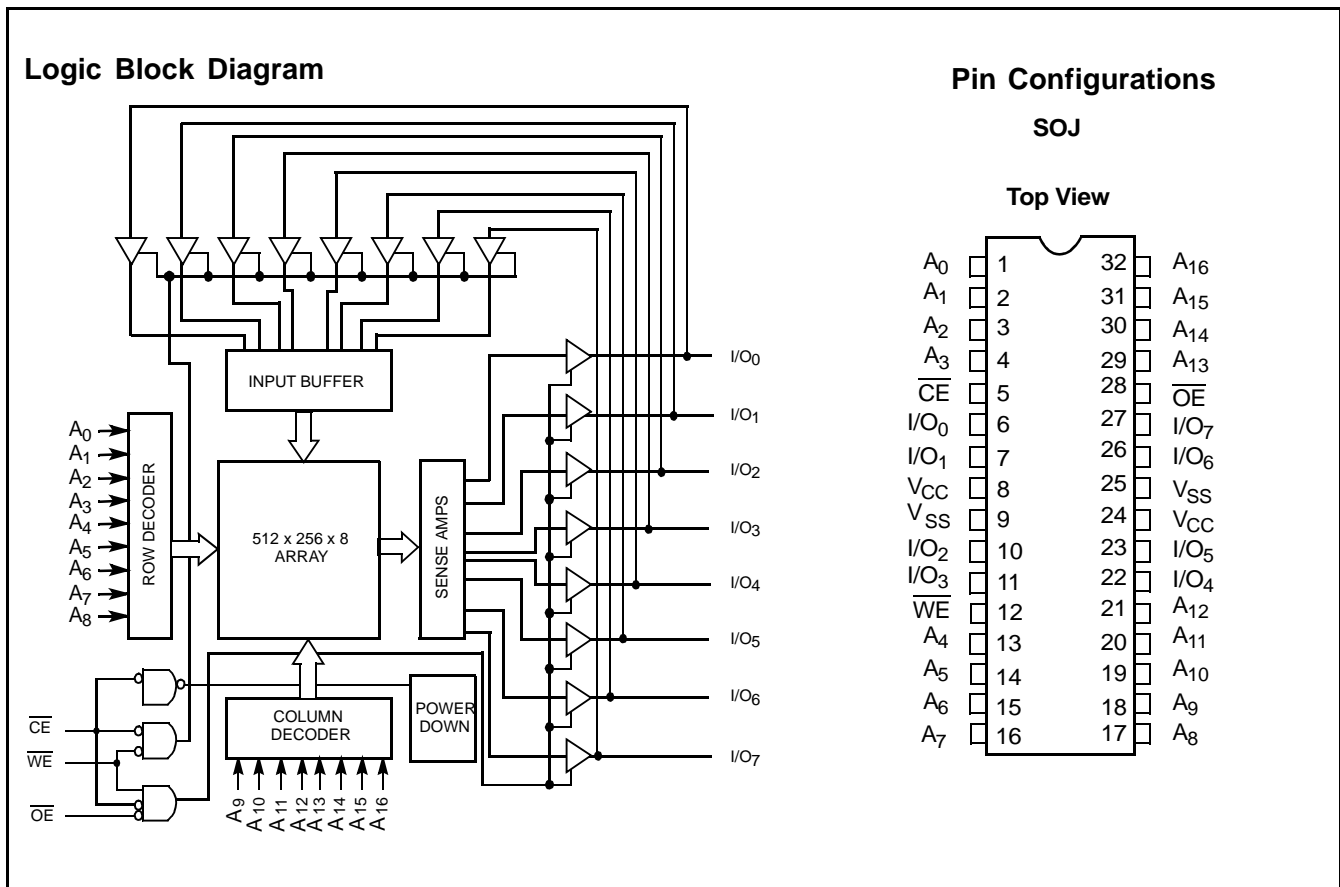 Logic Block Diagram
INPUT BUFFER
A0
A1
A2
A3
A4
A5
A6
A7
A8
ROW DECODER
512 x 256 x 8
ARRAY
SENSE AMPS
I/O0
I/O1
I/O2
I/O3
I/O4
I/O5
I/O6
I/O7
COLUMN
DECODER
POWER
DOWN
CE
WE
OE
A9
A10
A11
A12
A13
A14
A15
A16
Pin Configurations
SOJ
Top View
A0 1 32 A16
A1 2 31 A15
A2 3 30 A14
A3 4 29 A13
CE 5 28 OE
I/O0 6 27 I/O7
I/O1 7 26 I/O6
VCC 8 25 VSS
VSS 9 24 VCC
I/O2 10 23 I/O5
I/O3 11 22 I/O4
WE 12 21 A12
A4 13 20 A11
A5 14 19 A10
A6 15 18 A9
A7 16 17 A8